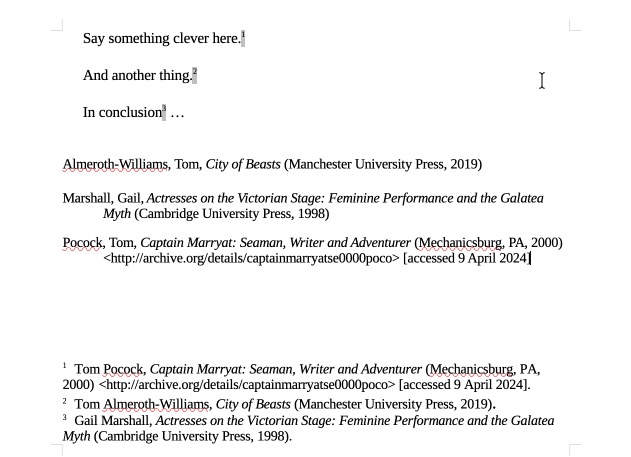 Say something clever here.1
And another thing.2
In conclusion3 …
Almeroth-Williams, Tom, City of Beasts (Manchester University Press, 2019)
Marshall, Gail, Actresses on the Victorian Stage: Feminine Performance and the Galatea
Myth (Cambridge University Press, 1998)
Pocock, Tom, Captain Marryat: Seaman, Writer and Adventurer (Mechanicsburg, PA, 2000)
<http://archive.org/details/captainmarryatse0000poco> [accessed 9 April 2024]
1 Tom Pocock, Captain Marryat: Seaman, Writer and Adventurer (Mechanicsburg, PA,
2000) <http://archive.org/details/captainmarryatse0000poco> [accessed 9 April 2024].
2 Tom Almeroth-Williams, City of Beasts (Manchester University Press, 2019).
3 Gail Marshall, Actresses on the Victorian Stage: Feminine Performance and the Galatea
Myth (Cambridge University Press, 1998).